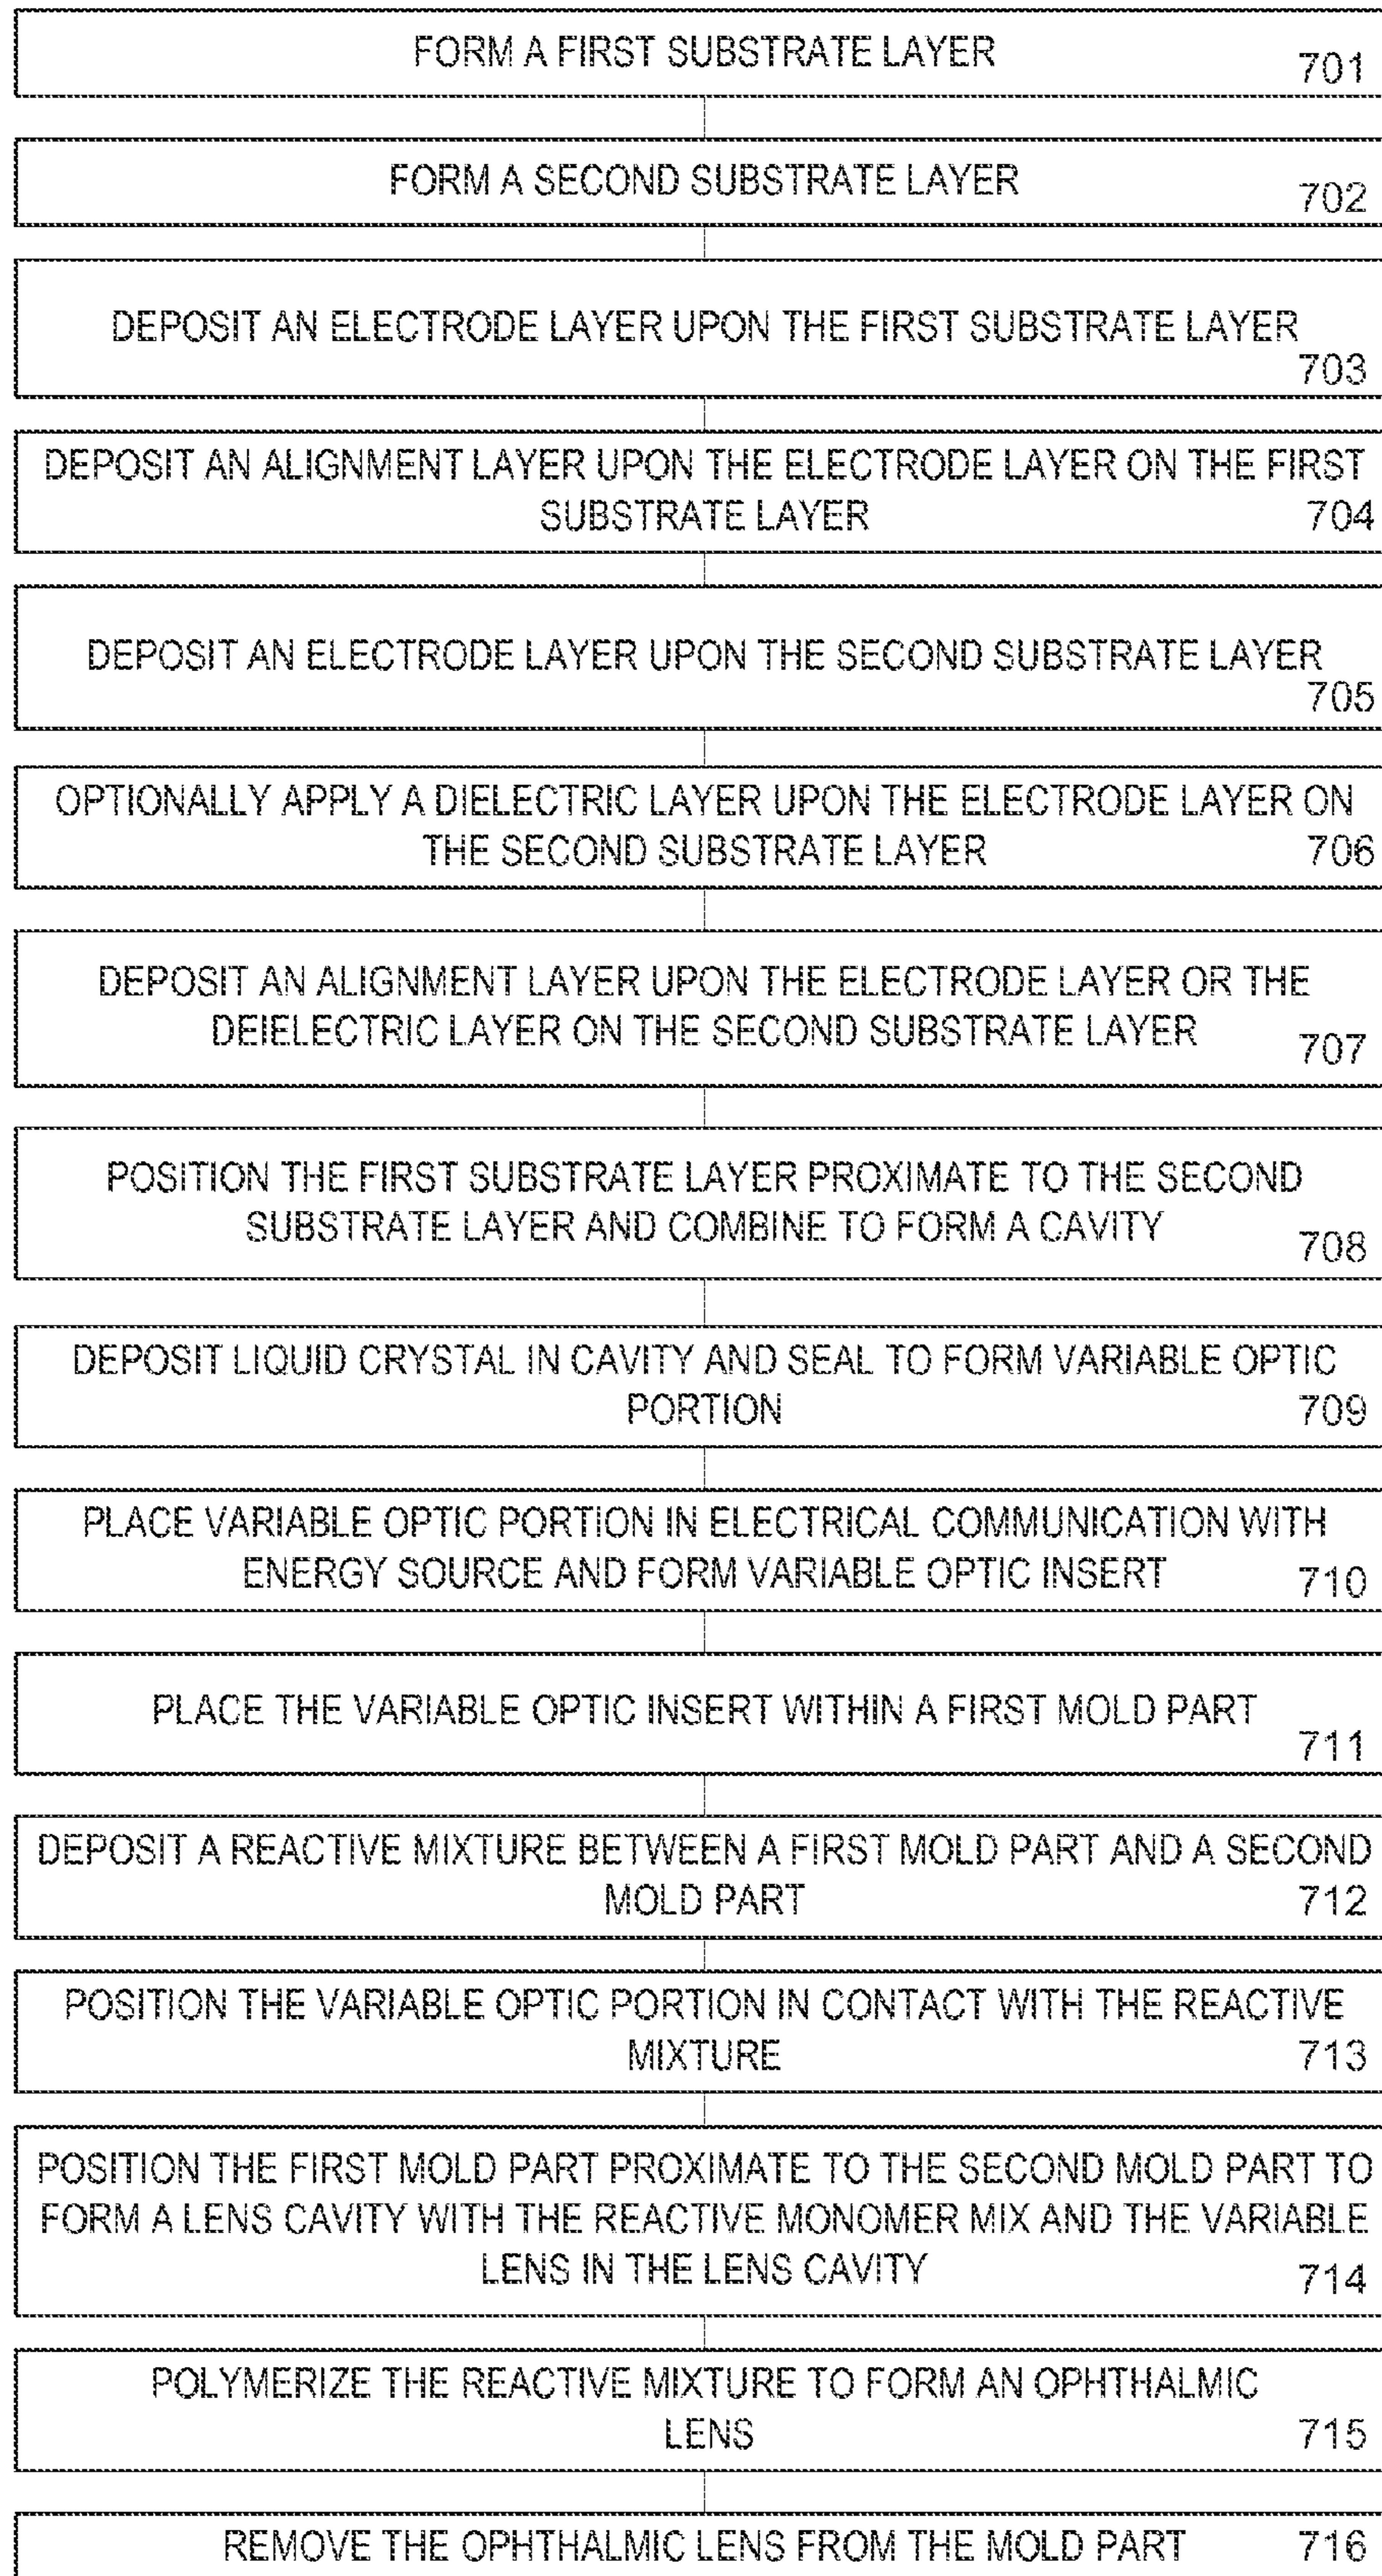 FORM A FIRST SUBSTRATE LAYER
701
FORM A SECOND SUBSTRATE LAYER
702
DEPOSIT AN ELECTRODE LAYER UPON THE FIRST SUBSTRATE LAYER
703
DEPOSIT AN ALIGNMENT LAYER UPON THE ELECTRODE LAYER ON THE FIRST
SUBSTRATE LAYER 704
DEPOSIT AN ELECTRODE LAYER UPON THE SECOND SUBSTRATE LAYER
705
OPTIONALLY APPLY A DIELECTRIC LAYER UPON THE ELECTRODE LAYER ON
THE SECOND SUBSTRATE LAYER 706
DEPOSIT AN ALIGNMENT LAYER UPON THE ELECTRODE LAYER OR THE
DEIELECTRIC LAYER ON THE SECOND SUBSTRATE LAYER 707
POSITION THE FIRST SUBSTRATE LAYER PROXIMATE TO THE SECOND
SUBSTRATE LAYER AND COMBINE TO FORM A CAVITY 708
DEPOSIT LIQUID CRYSTAL IN CAVITY AND SEAL TO FORM VARIABLE OPTIC
PORTION 709
PLACE VARIABLE OPTIC PORTION IN ELECTRICAL COMMUNICATION WITH
ENERGY SOURCE AND FORM VARIABLE OPTIC INSERT 710
PLACE THE VARIABLE OPTIC INSERT WITHIN A FIRST MOLD PART
711
DEPOSIT A REACTIVE MIXTURE BETWEEN A FIRST MOLD PART AND A SECOND
MOLD PART 712
POSITION THE VARIABLE OPTIC PORTION IN CONTACT WITH THE REACTIVE
MIXTURE 713
POSITION THE FIRST MOLD PART PROXIMATE TO THE SECOND MOLD PART TO
FORM A LENS CAVITY WITH THE REACTIVE MONOMER MIX AND THE VARIABLE
LENS IN THE LENS CAVITY 714
POLYMERIZE THE REACTIVE MIXTURE TO FORM AN OPHTHALMIC
LENS 715
REMOVE THE OPHTHALMIC LENS FROM THE MOLD PART 716